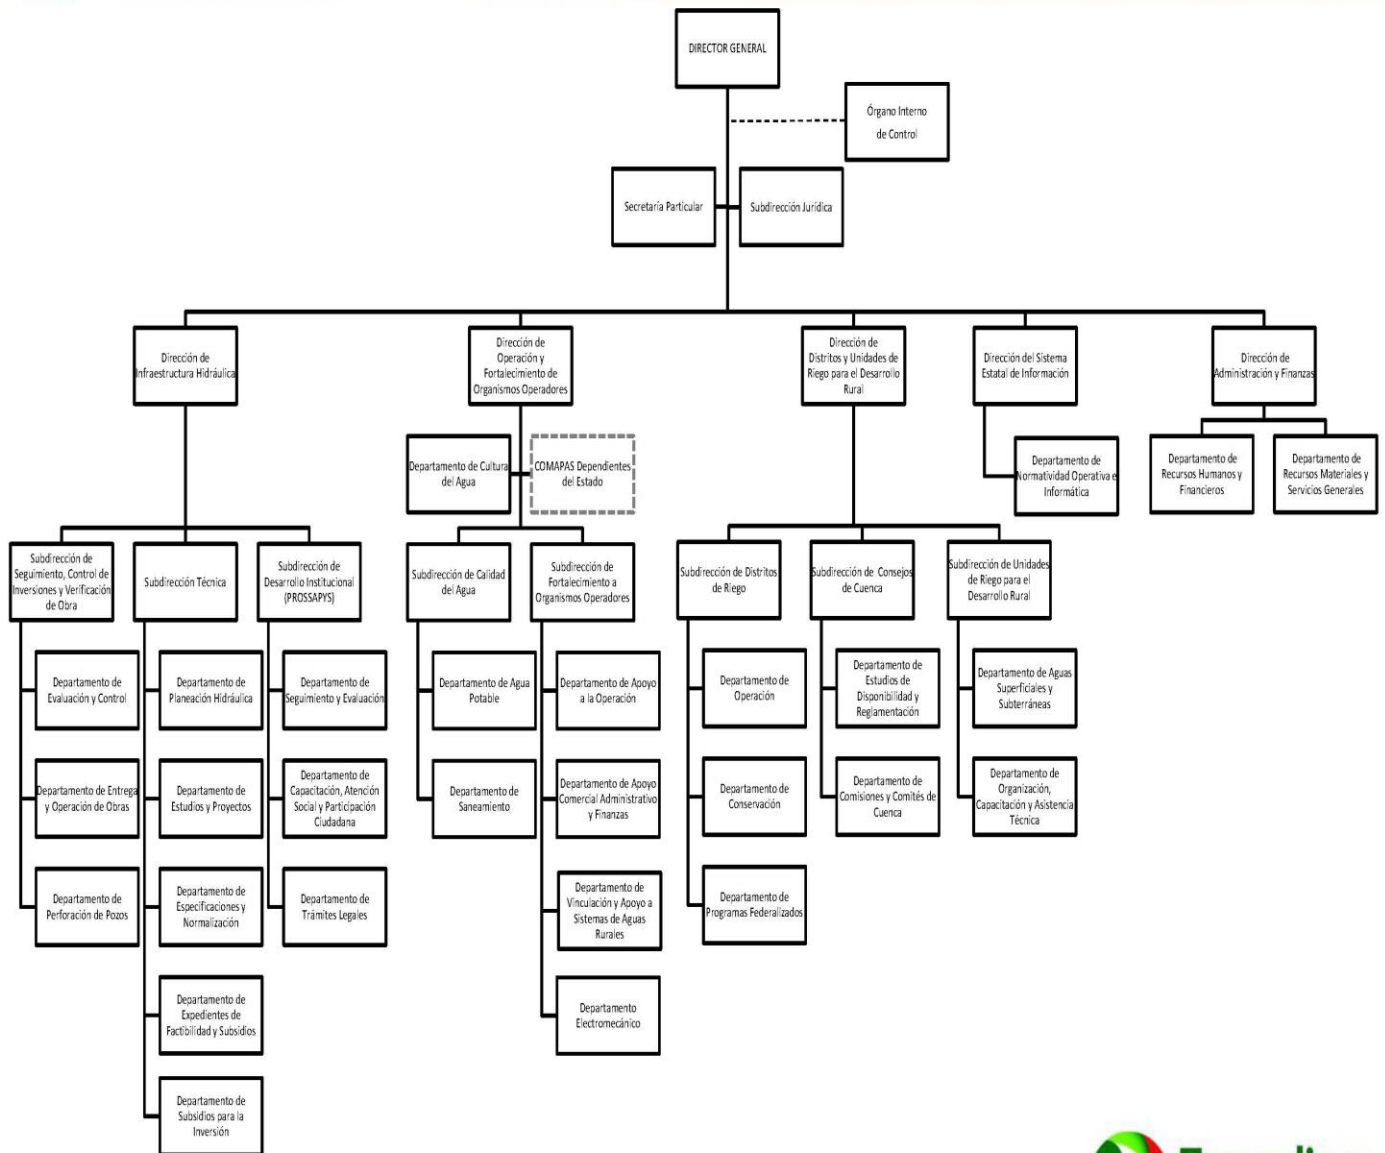 DIRECTOR GENERAL
Órgano Interno
de Control
Secretaría Particular
Subdirección Jurídica
Dirección de
Infraestructura Hidráulica
Dirección de
Operación y
Fortalecimiento de
Organismos Operadores
Dirección de
Distritos y Unidades de
Riego para el Desarrollo
Rural
Dirección del Sistema
Estatal de Información
Dirección de
Administración y Finanzas
Departamento de Cultura
del Agua
COMAPAS Dependientes
del Estado
Departamento de
Normatividad Operativa e
Informática
Departamento de
Recursos Humanos y
Financieros
Departamento de
Recursos Materiales y
Servicios Generales
Subdirección de
Seguimiento, Control de
Inversiones y Verificación
de Obra
Subdirección Técnica
Subdirección de
Desarrollo Institucional
(PROSSAPYS)
Subdirección de Calidad
del Agua
Subdirección de
Fortalecimiento a
Organismos Operadores
Subdirección de Distritos
de Riego
Subdirección de Consejos
de Cuenca
Subdirección de Unidades
de Riego para el
Desarrollo Rural
Departamento de
Evaluación y Control
Departamento de
Planeación Hidráulica
Departamento de
Seguimiento y Evaluación
Departamento de Agua
Potable
Departamento de Apoyo
a la Operación
Departamento de
Operación
Departamento de
Estudios de
Disponibilidad y
Reglamentación
Departamento de Aguas
Superficiales y
Subterráneas
Departamento de Entrega
y Operación de Obras
Departamento de
Estudios y Proyectos
Departamento de
Capacitación, Atención
Social y Participación
Ciudadana
Departamento de
Saneamiento
Departamento de Apoyo
Comercial Administrativo
y Finanzas
Departamento de
Conservación
Departamento de
Comisiones y Comités de
Cuenca
Departamento de
Organización,
Capacitación y Asistencia
Técnica
Departamento de
Perforación de Pozos
Departamento de
Especificaciones y
Normalización
Departamento de
Trámites Legales
Departamento de
Vinculación y Apoyo a
Sistemas de Aguas
Rurales
Departamento de
Programas Federalizados
Departamento de
Expedientes de
Factibilidad y Subsidios
Departamento
Electromecánico
Departamento de
Subsidios para la
Inversión